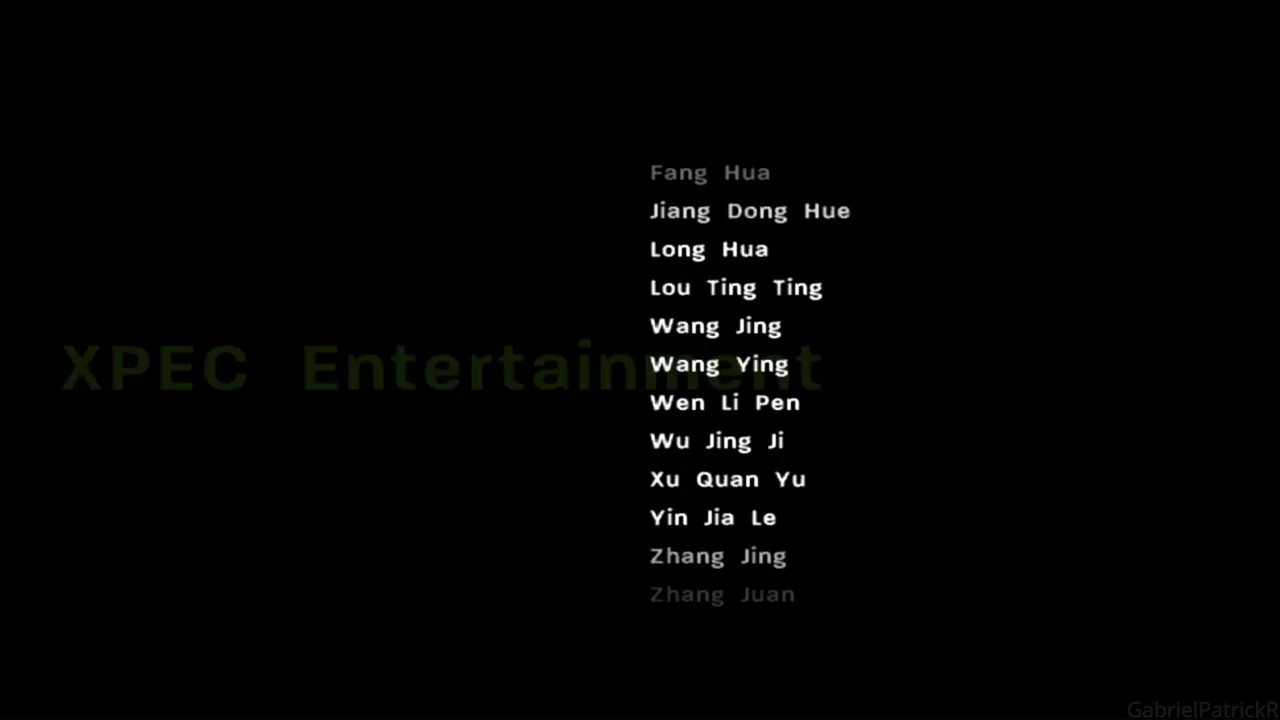 Fang Hua
Jiang Dong Hue
Long Hua
Lou Ting Ting
Wang Jing
XPEC Entertainment
Wang Ying
Wen Li Pen
Wu Jing Ji
Xu Quan Yu
Yin Jia Le
Zhang Jing
Zhang Juan
GabrielPatrickR